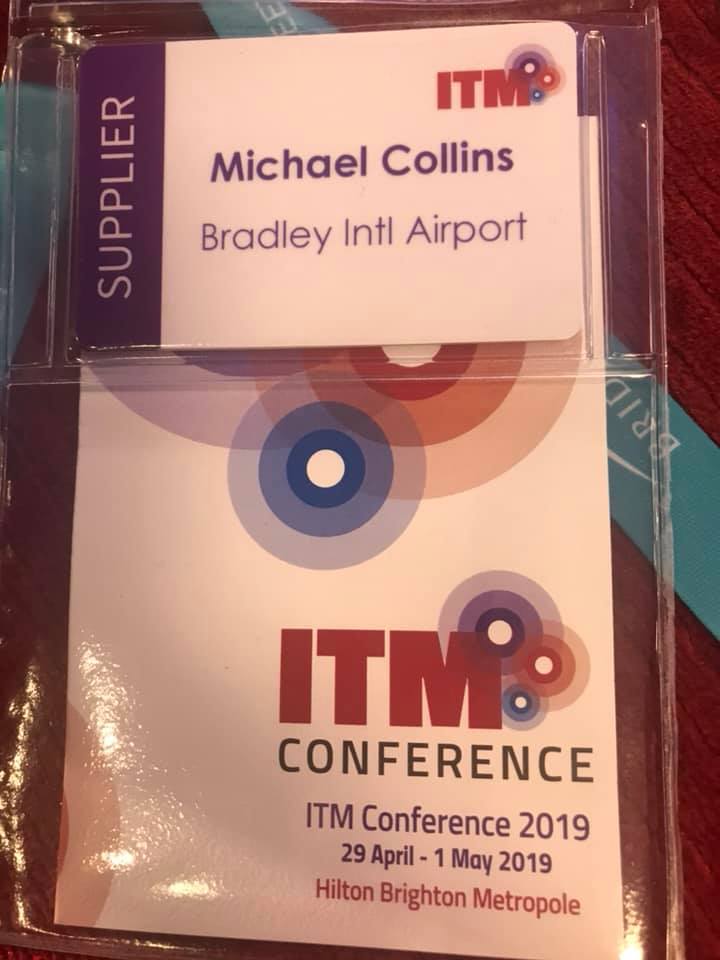 SUPPLIER
ITM
Michael Collins
Bradley Intl Airport
BRID
ITM
CONFERENCE
ITM Conference 2019
29 April - 1 May 2019
Hilton Brighton Metropole